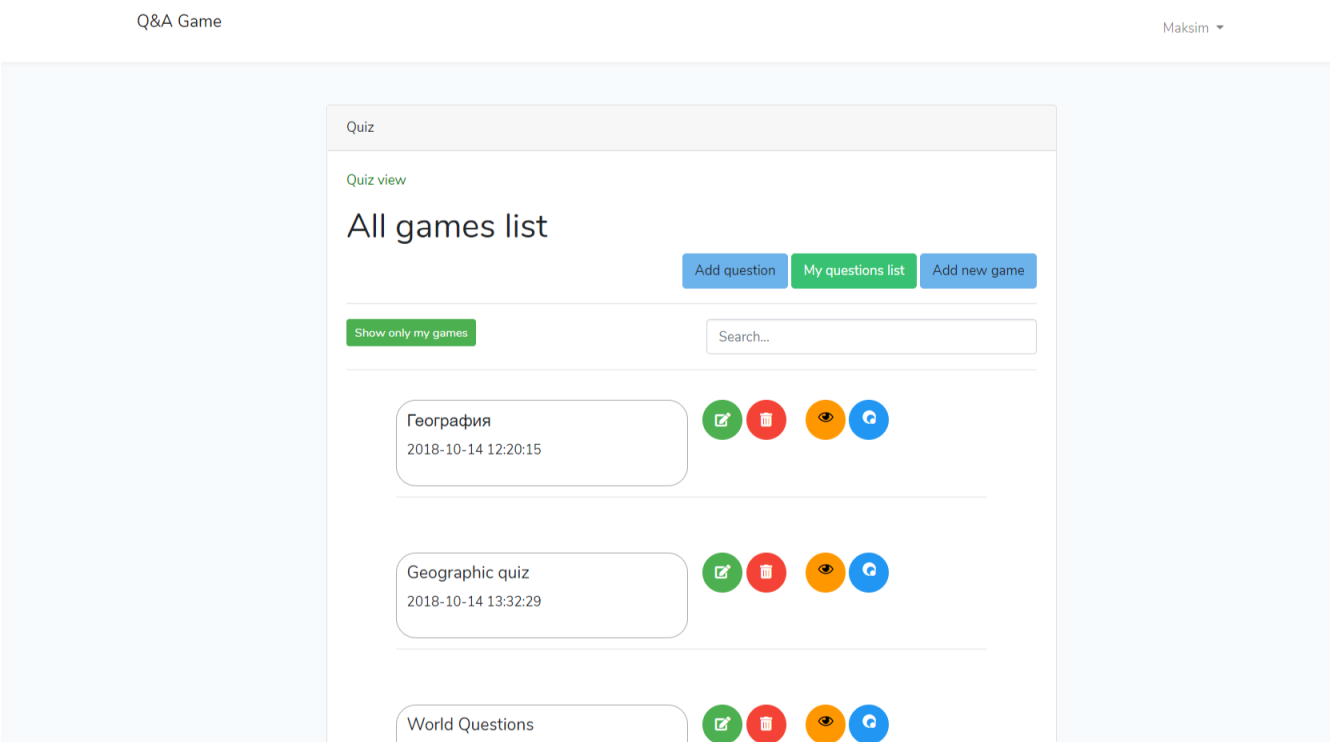 Q&A Game
Maksim
Quiz
Quiz view
All games list
Add question My questions list Add new game
Show only my games
Search...
География
2018-10-14 12:20:15
Geographic quiz
2018-10-14 13:32:29
World Questions